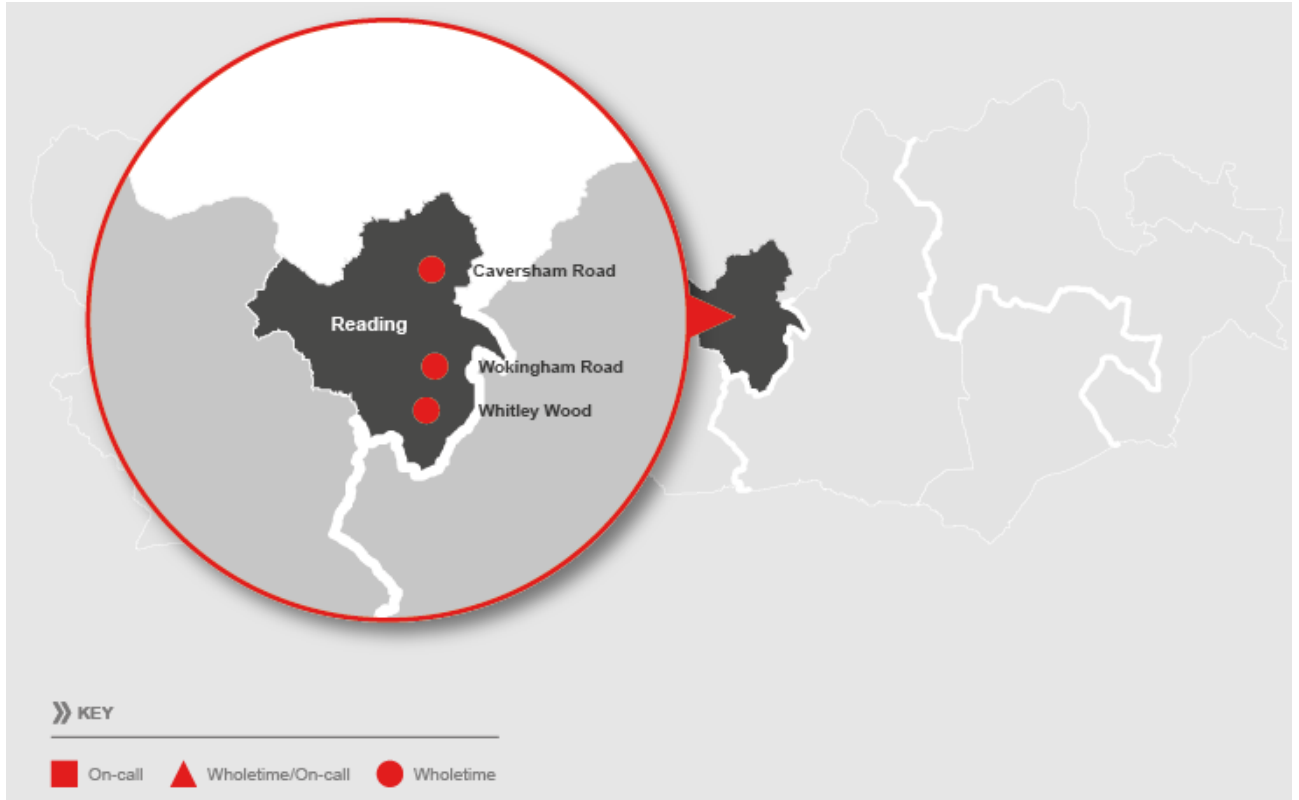 Caversham Road
Reading
Wokingham Road
Whitley Wood
KEY
On-call
Wholetime/On-call
Wholetime